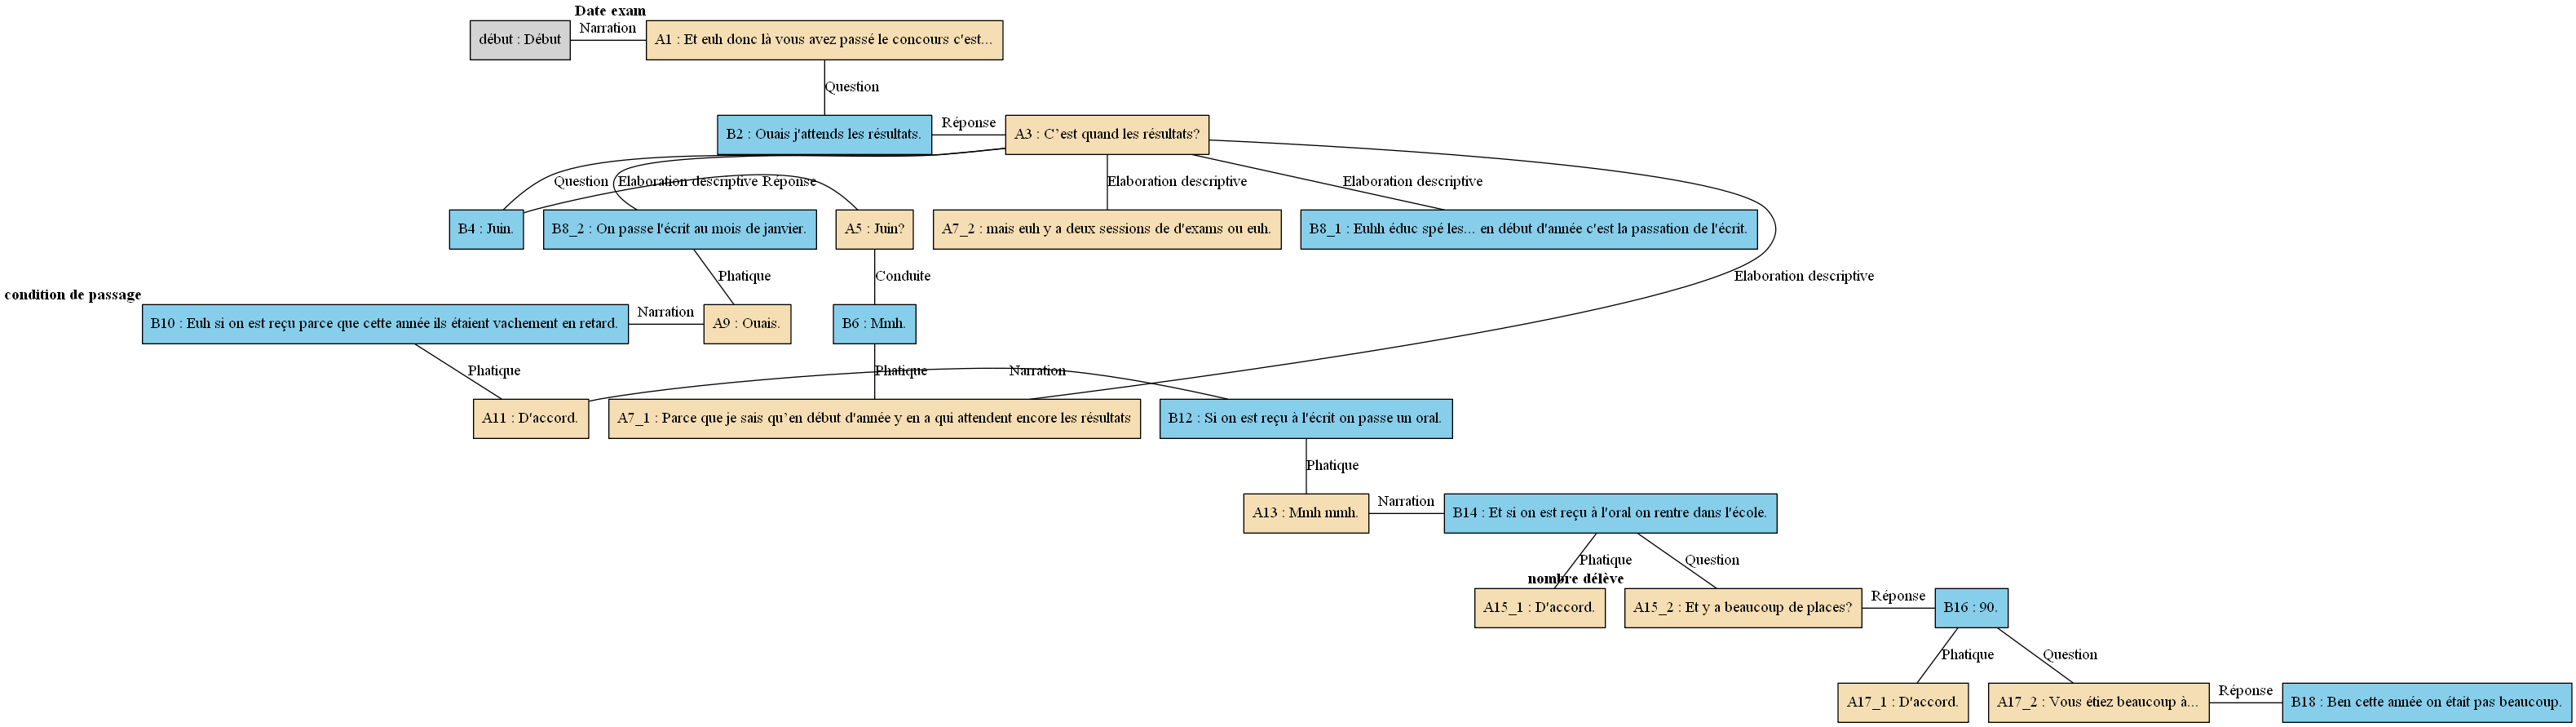 Date exam
début : Début
Narration
A1 : Et euh donc là vous avez passé le concours c'est...
Question
B2 : Ouais j'attends les résultats.
Réponse
A3 : C’est quand les résultats?
Question
Elaboration descriptive
Réponse
Elaboration descriptive
Elaboration descriptive
B4 : Juin.
B8_2 : On passe l'écrit au mois de janvier.
A5 : Juin?
A7_2 : mais euh y a deux sessions de d'exams ou euh.
B8_1 : Euhh éduc spé les... en début d'année c'est la passation de l'écrit.
Phatique
Conduite
Elaboration descriptive
condition de passage
B10 : Euh si on est reçu parce que cette année ils étaient vachement en retard.
Narration
A9 : Ouais.
B6 : Mmh.
Phatique
Phatique
Narration
A11 : D'accord.
A7_1 : Parce que je sais qu’en début d'année y en a qui attendent encore les résultats
B12 : Si on est reçu à l'écrit on passe un oral.
Phatique
A13 : Mmh mmh.
Narration
B14 : Et si on est reçu à l'oral on rentre dans l'école.
Phatique
Question
nombre délève
A15_1 : D'accord.
A15_2 : Et y a beaucoup de places?
Réponse
B16 : 90.
Phatique
Question
A17_1 : D'accord.
A17_2 : Vous étiez beaucoup à...
Réponse
B18 : Ben cette année on était pas beaucoup.